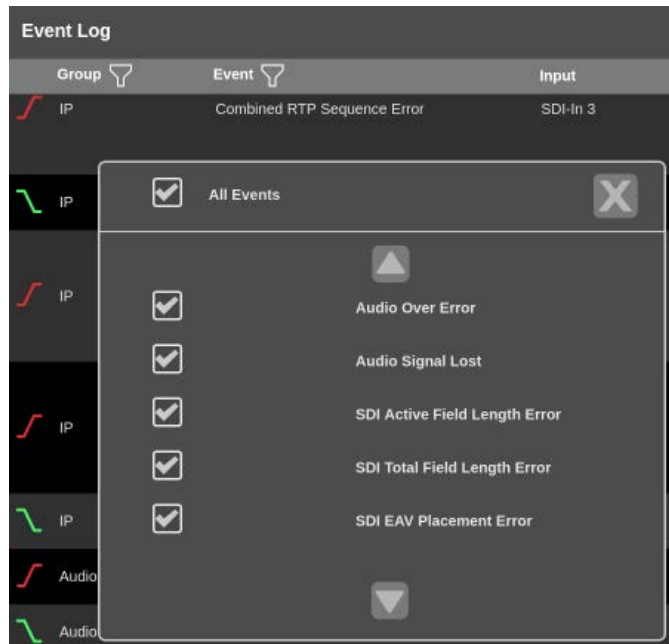 Event Log
Group Event Input
IP Combined RTP Sequence Error SDI-In 3
IP All Events X
IP Audio Over Error
Audio Signal Lost
SDI Active Field Length Error
IP
SDI Total Field Length Error
IP SDI EAV Placement Error
Audio
Audio